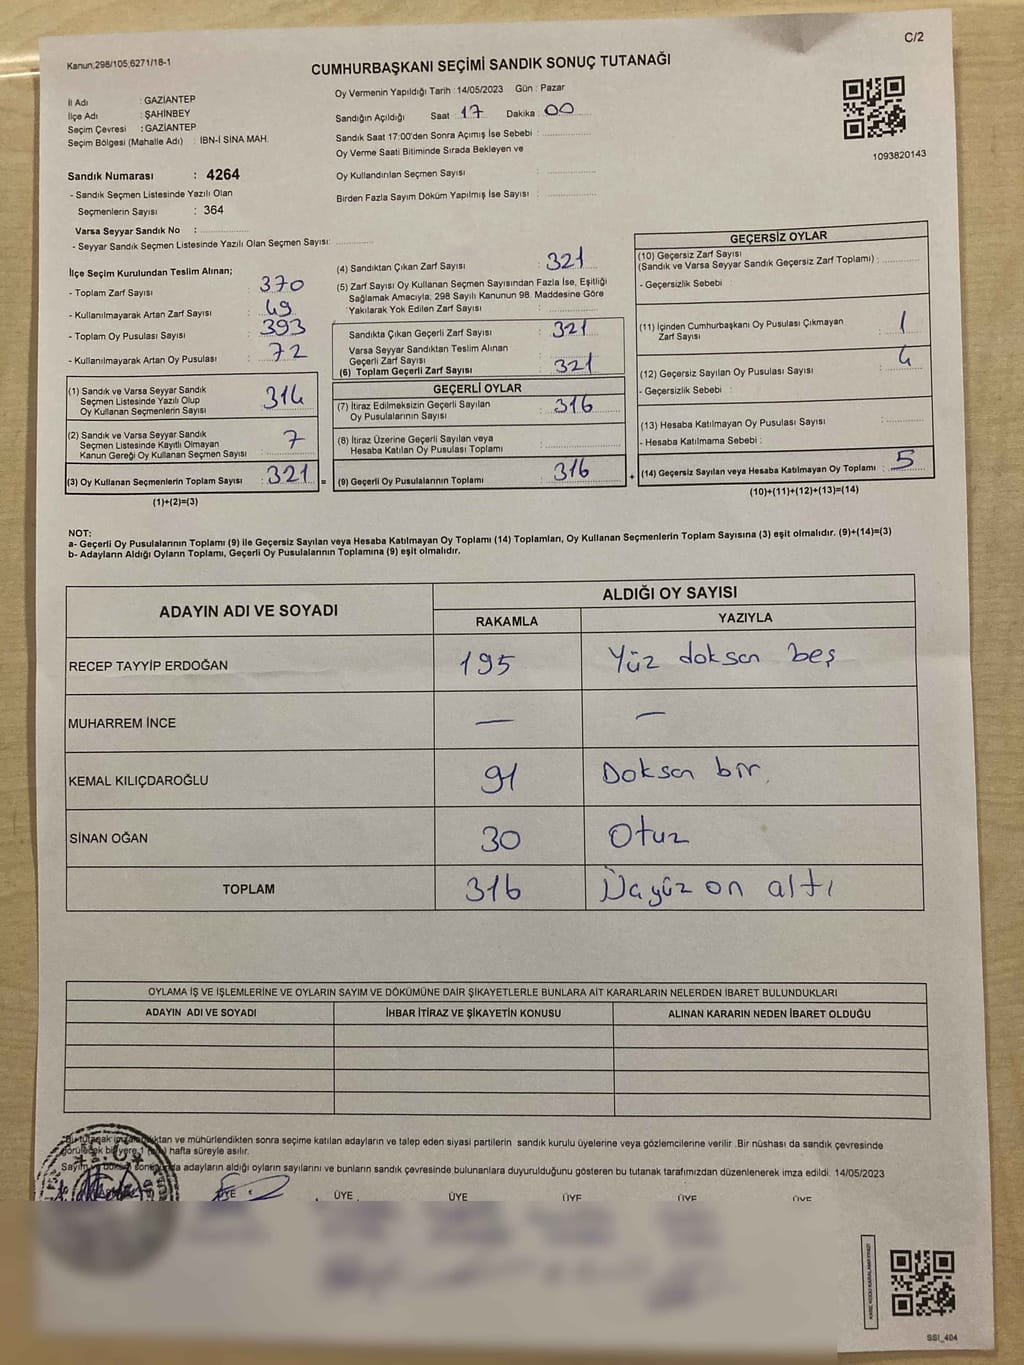 Kanun:298/105;6271/18-1
C/2
CUMHURBAŞKANI SEÇİMİ SANDIK SONUÇ TUTANAĞI
İl Adı : GAZİANTEP
İlçe Adı : ŞAHİNBEY
Seçim Çevresi : GAZİANTEP
Seçim Bölgesi (Mahalle Adı) : İBN-İ SİNA MAH.
Sandık Numarası : 4264
- Sandık Seçmen Listesinde Yazılı Olan
Seçmenlerin Sayısı : 364
Varsa Seyyar Sandık No :
- Seyyar Sandık Seçmen Listesinde Yazılı Olan Seçmen Sayısı:
Oy Vermenin Yapıldığı Tarih : 14/05/2023 Gün : Pazar
Sandığın Açıldığı Saat 17 Dakika 00
Sandık Saat 17:00'den Sonra Açımış İse Sebebi :
Oy Verme Saati Bitiminde Sırada Bekleyen ve
Oy Kullandırılan Seçmen Sayısı :
Birden Fazla Sayım Döküm Yapılmış İse Sayısı :
1093820143
İlçe Seçim Kurulundan Teslim Alınan;
- Toplam Zarf Sayısı : 370
- Kullanılmayarak Artan Zarf Sayısı : 49
- Toplam Oy Pusulası Sayısı : 393
- Kullanılmayarak Artan Oy Pusulası : 72
(1) Sandık ve Varsa Seyyar Sandık
Seçmen Listesinde Yazılı Olup
Oy Kullanan Seçmenlerin Sayısı : 314
(2) Sandık ve Varsa Seyyar Sandık
Seçmen Listesinde Kayıtlı Olmayan
Kanun Gereği Oy Kullanan Seçmen Sayısı : 7
(3) Oy Kullanan Seçmenlerin Toplam Sayısı : 321 =
(1)+(2)=(3)
(4) Sandıktan Çıkan Zarf Sayısı : 321
(5) Zarf Sayısı Oy Kullanan Seçmen Sayısından Fazla İse, Eşitliği
Sağlamak Amacıyla; 298 Sayılı Kanunun 98. Maddesine Göre
Yakılarak Yok Edilen Zarf Sayısı :
Sandıkta Çıkan Geçerli Zarf Sayısı : 321
Varsa Seyyar Sandıktan Teslim Alınan
Geçerli Zarf Sayısı :
(6) Toplam Geçerli Zarf Sayısı : 321
GEÇERLİ OYLAR
(7) İtiraz Edilmeksizin Geçerli Sayılan
Oy Pusulalarının Sayısı : 316
(8) İtiraz Üzerine Geçerli Sayılan veya
Hesaba Katılan Oy Pusulası Toplamı :
(9) Geçerli Oy Pusulalarının Toplamı : 316 +
GEÇERSİZ OYLAR
(10) Geçersiz Zarf Sayısı
(Sandık ve Varsa Seyyar Sandık Geçersiz Zarf Toplamı) :
- Geçersizlik Sebebi :
(11) İçinden Cumhurbaşkanı Oy Pusulası Çıkmayan
Zarf Sayısı : 1
(12) Geçersiz Sayılan Oy Pusulası Sayısı : 4
- Geçersizlik Sebebi :
(13) Hesaba Katılmayan Oy Pusulası Sayısı :
- Hesaba Katılmama Sebebi :
(14) Geçersiz Sayılan veya Hesaba Katılmayan Oy Toplamı : 5
(10)+(11)+(12)+(13)=(14)
NOT:
a- Geçerli Oy Pusulalarının Toplamı (9) ile Geçersiz Sayılan veya Hesaba Katılmayan Oy Toplamı (14) Toplamları, Oy Kullanan Seçmenlerin Toplam Sayısına (3) eşit olmalıdır. (9)+(14)=(3)
b- Adayların Aldığı Oyların Toplamı, Geçerli Oy Pusulalarının Toplamına (9) eşit olmalıdır.
ADAYIN ADI VE SOYADI ALDIĞI OY SAYISI
RAKAMLA YAZIYLA
RECEP TAYYİP ERDOĞAN 195 Yüz doksan beş
MUHARREM İNCE — —
KEMAL KILIÇDAROĞLU 91 Doksan bir.
SİNAN OĞAN 30 Otuz
TOPLAM 316 Üçyüz on altı
OYLAMA İŞ VE İŞLEMLERİNE VE OYLARIN SAYIM VE DÖKÜMÜNE DAİR ŞİKAYETLERLE BUNLARA AİT KARARLARIN NELERDEN İBARET BULUNDUKLARI
ADAYIN ADI VE SOYADI İHBAR İTİRAZ VE ŞİKAYETİN KONUSU ALINAN KARARIN NEDEN İBARET OLDUĞU
Bu tutanak ve mühürlendikten sonra seçime katılan adayların ve talep eden siyasi partilerin sandık kurulu üyelerine veya gözlemcilerine verilir .Bir nüshası da sandık çevresinde
görülecek bir yere 1 hafta süreyle asılır.
adayların aldığı oyların sayılarını ve bunların sandık çevresinde bulunanlara duyurulduğunu gösteren bu tutanak tarafımızdan düzenlenerek imza edildi. 14/05/2023
ÜYE ÜYE ÜYE ÜYE ÜYE ÜYE
SSI_404